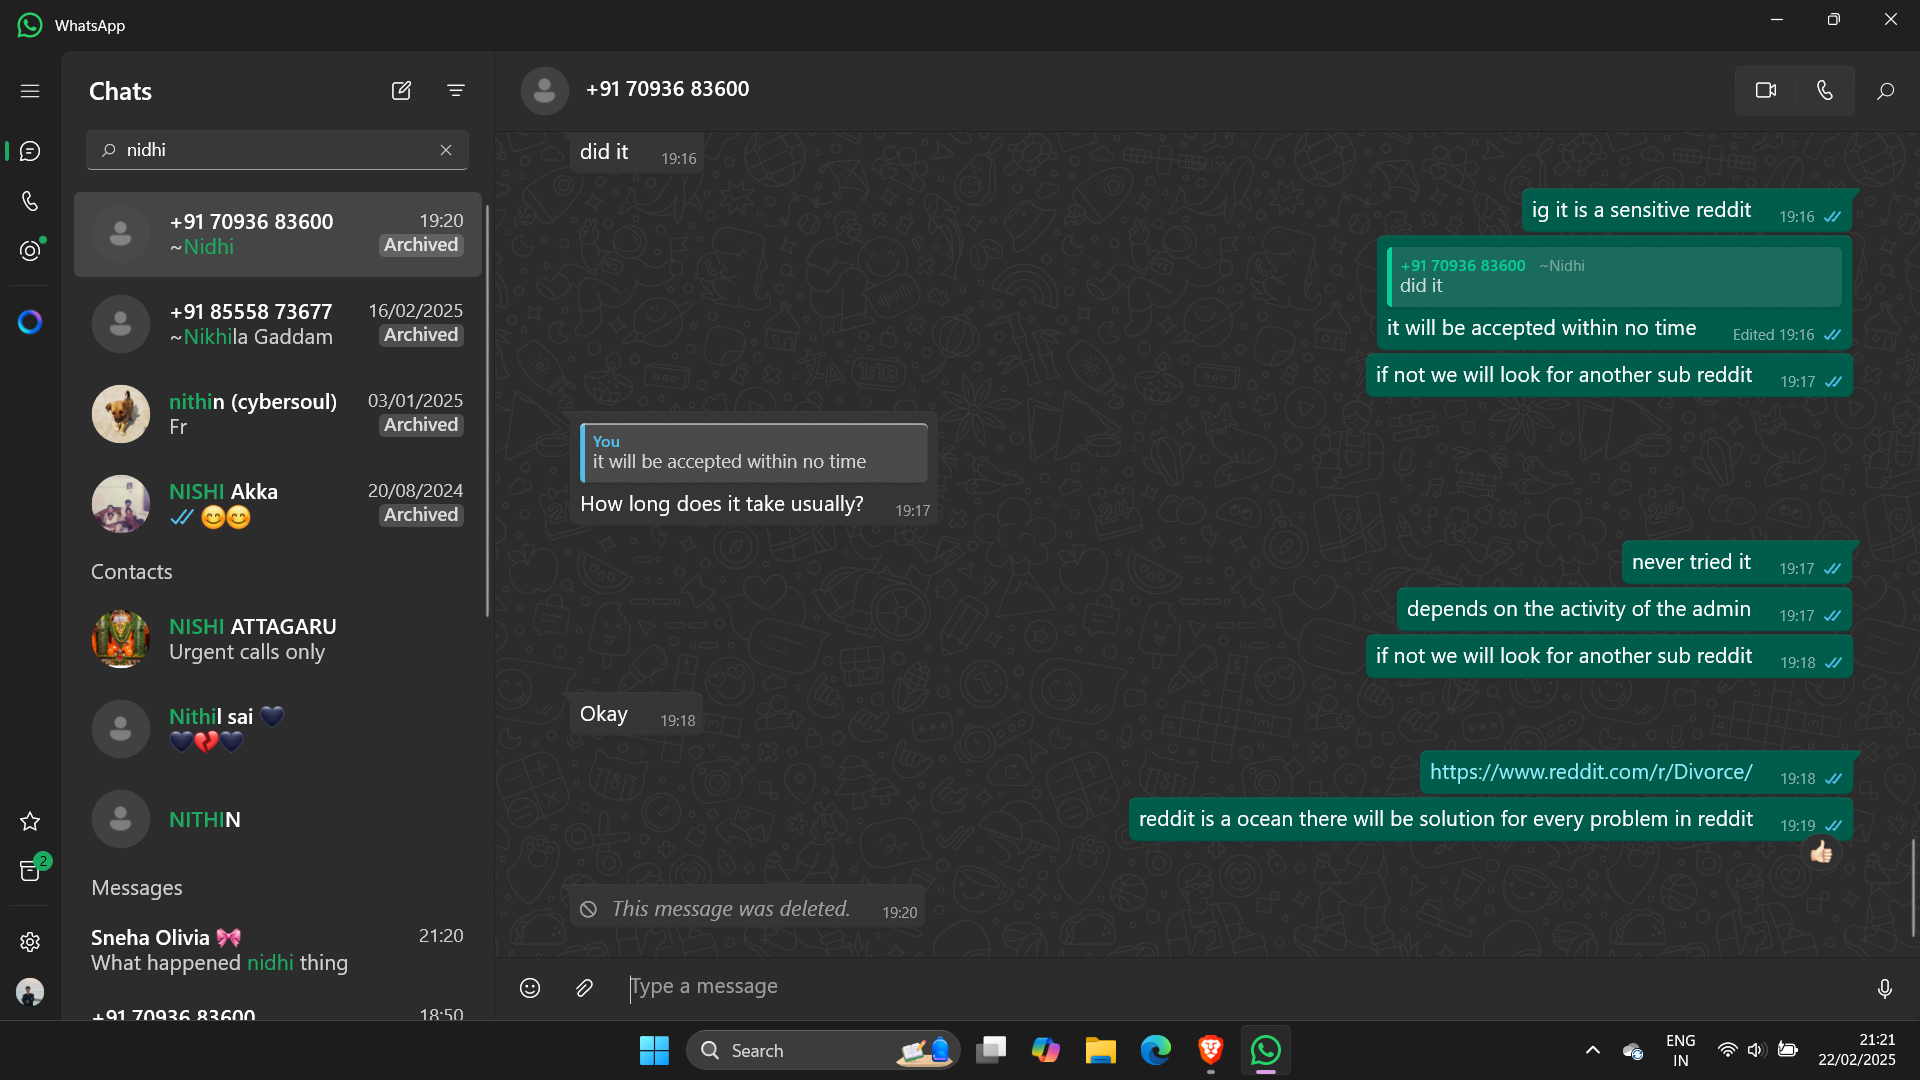 WhatsApp
Chats
nidhi
+91 70936 83600
19:20
~Nidhi
Archived
+91 85558 73677
16/02/2025
~Nikhila Gaddam
Archived
nithin (cybersoul)
03/01/2025
Fr
Archived
NISHI Akka
20/08/2024
😊😊
Archived
Contacts
NISHI ATTAGARU
Urgent calls only
Nithil sai 🖤
🖤💔🖤
NITHIN
Messages
Sneha Olivia 🎀
21:20
What happened nidhi thing
+91 70936 83600
18:50
2
+91 70936 83600
did it
19:16
ig it is a sensitive reddit
19:16
+91 70936 83600 ~Nidhi
did it
it will be accepted within no time
Edited 19:16
if not we will look for another sub reddit
19:17
You
it will be accepted within no time
How long does it take usually?
19:17
never tried it
19:17
depends on the activity of the admin
19:17
if not we will look for another sub reddit
19:18
Okay
19:18
https://www.reddit.com/r/Divorce/
19:18
reddit is a ocean there will be solution for every problem in reddit
19:19
👍🏻
This message was deleted.
19:20
Type a message
Search
ENG
IN
21:21
22/02/2025